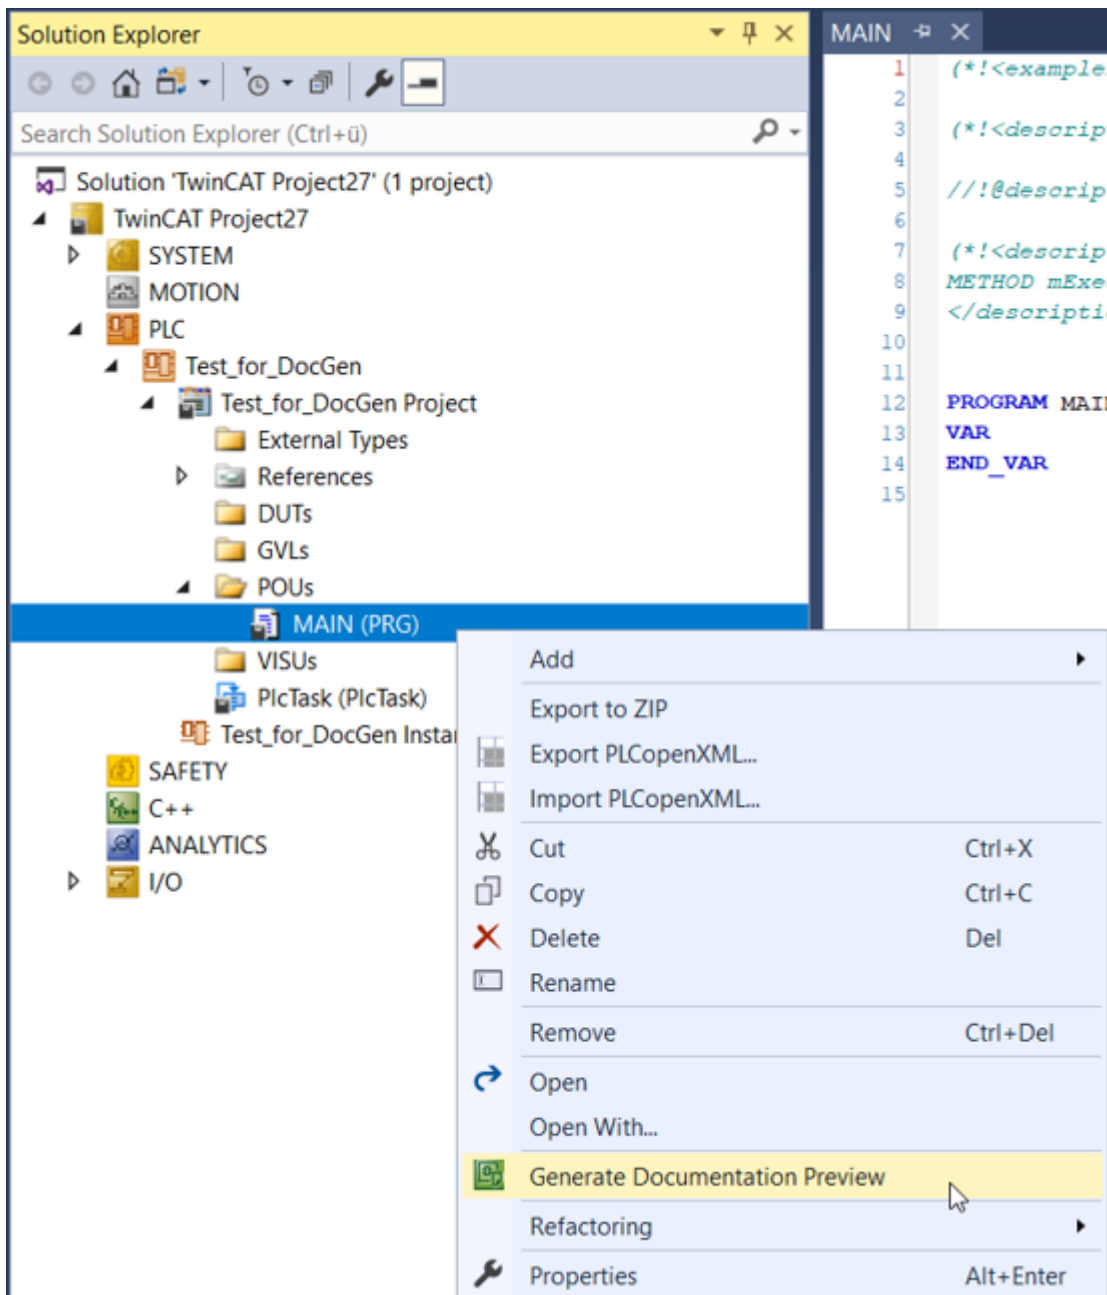 Solution Explorer
Search Solution Explorer (Ctrl+ü)
Solution 'TwinCAT Project27' (1 project)
TwinCAT Project27
SYSTEM
MOTION
PLC
Test_for_DocGen
Test_for_DocGen Project
External Types
References
DUTs
GVLs
POUs
MAIN (PRG)
VISUs
PlcTask (PlcTask)
Test_for_DocGen Instan
SAFETY
C++
ANALYTICS
I/O
MAIN
1 (*!<example
2
3 (*!<descrip
4
5 //!@descrip
6
7 (*!<descrip
8 METHOD mExe
9 </descripti
10
11
12 PROGRAM MAIN
13 VAR
14 END_VAR
15
Add
Export to ZIP
Export PLCopenXML...
Import PLCopenXML...
Cut Ctrl+X
Copy Ctrl+C
Delete Del
Rename
Remove Ctrl+Del
Open
Open With...
Generate Documentation Preview
Refactoring
Properties Alt+Enter